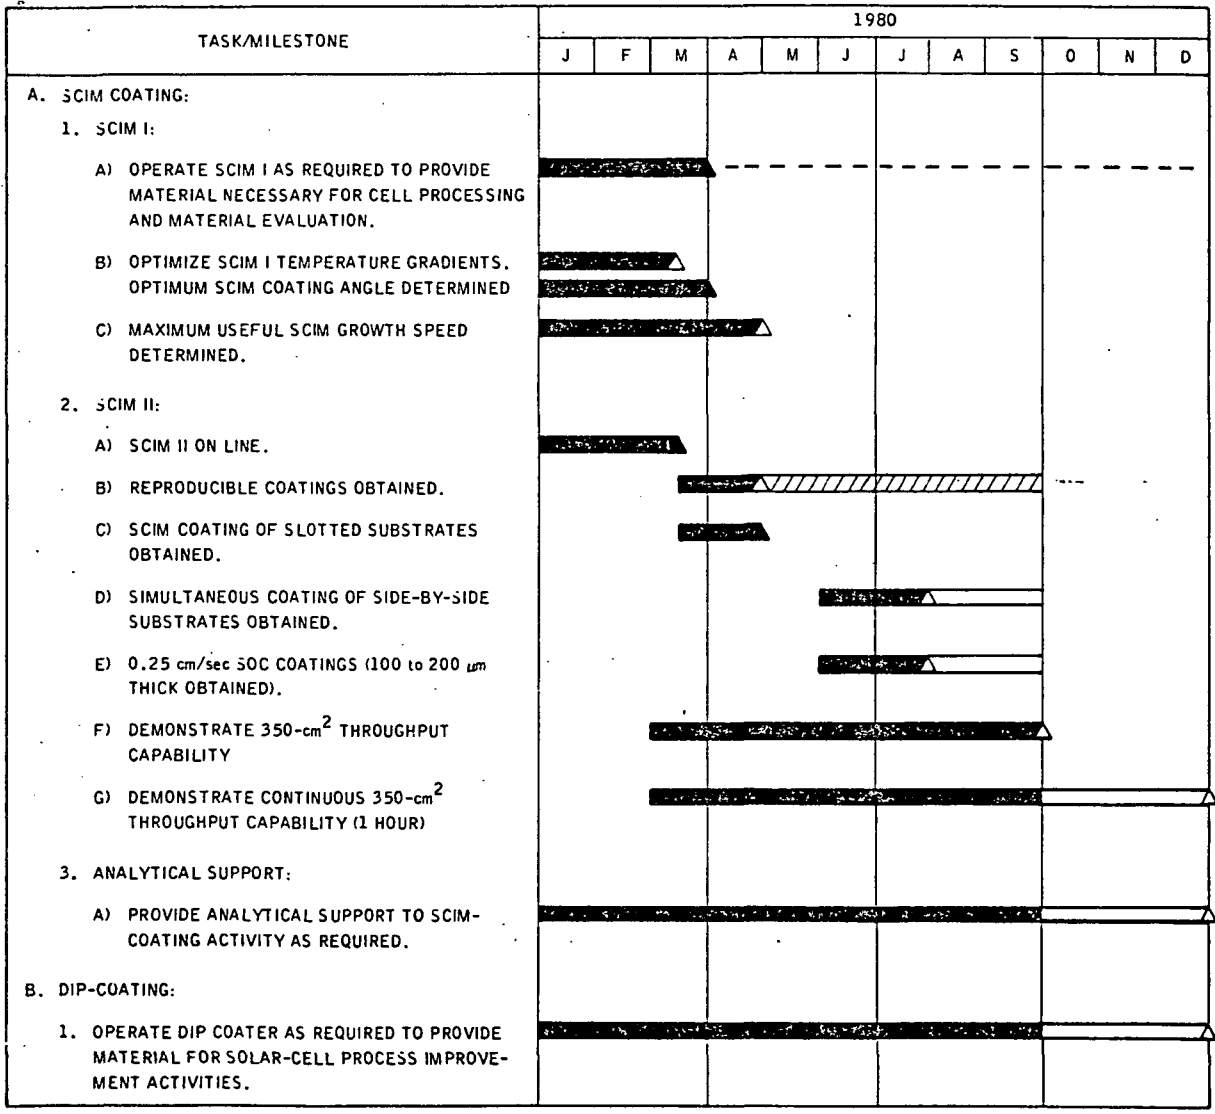 1980
TASK/MILESTONE
J F M A M J J A S O N D
A. SCIM COATING:
1. SCIM I:
A) OPERATE SCIM I AS REQUIRED TO PROVIDE
MATERIAL NECESSARY FOR CELL PROCESSING
AND MATERIAL EVALUATION.
B) OPTIMIZE SCIM I TEMPERATURE GRADIENTS.
OPTIMUM SCIM COATING ANGLE DETERMINED
C) MAXIMUM USEFUL SCIM GROWTH SPEED
DETERMINED.
2. SCIM II:
A) SCIM II ON LINE.
B) REPRODUCIBLE COATINGS OBTAINED.
C) SCIM COATING OF SLOTTED SUBSTRATES
OBTAINED.
D) SIMULTANEOUS COATING OF SIDE-BY-SIDE
SUBSTRATES OBTAINED.
E) 0.25 cm/sec SOC COATINGS (100 to 200 μm
THICK OBTAINED).
F) DEMONSTRATE 350-cm² THROUGHPUT
CAPABILITY
G) DEMONSTRATE CONTINUOUS 350-cm²
THROUGHPUT CAPABILITY (1 HOUR)
3. ANALYTICAL SUPPORT:
A) PROVIDE ANALYTICAL SUPPORT TO SCIM-
COATING ACTIVITY AS REQUIRED.
B. DIP-COATING:
1. OPERATE DIP COATER AS REQUIRED TO PROVIDE
MATERIAL FOR SOLAR-CELL PROCESS IMPROVE-
MENT ACTIVITIES.